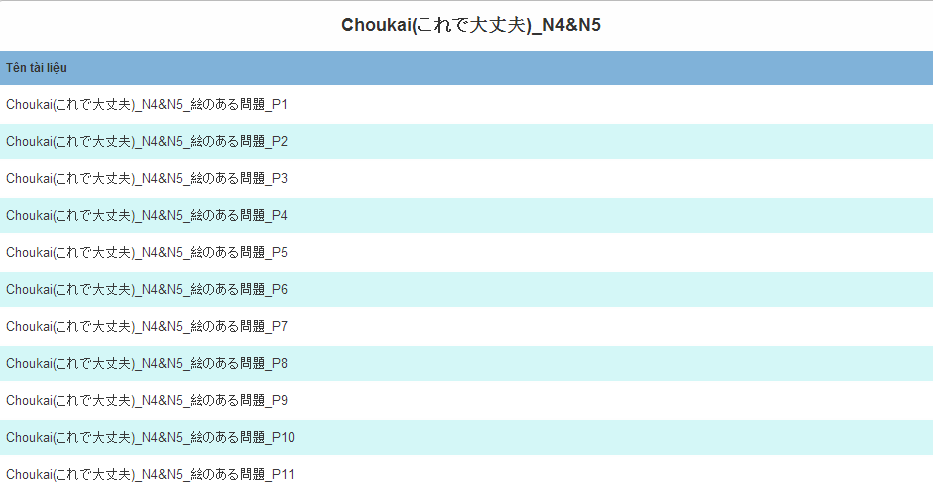 Choukai(これで大丈夫)_N4&N5
Tên tài liệu
Choukai(これで大丈夫)_N4&N5_絵のある問題_P1
Choukai(これで大丈夫)_N4&N5_絵のある問題_P2
Choukai(これで大丈夫)_N4&N5_絵のある問題_P3
Choukai(これで大丈夫)_N4&N5_絵のある問題_P4
Choukai(これで大丈夫)_N4&N5_絵のある問題_P5
Choukai(これで大丈夫)_N4&N5_絵のある問題_P6
Choukai(これで大丈夫)_N4&N5_絵のある問題_P7
Choukai(これで大丈夫)_N4&N5_絵のある問題_P8
Choukai(これで大丈夫)_N4&N5_絵のある問題_P9
Choukai(これで大丈夫)_N4&N5_絵のある問題_P10
Choukai(これで大丈夫)_N4&N5_絵のある問題_P11